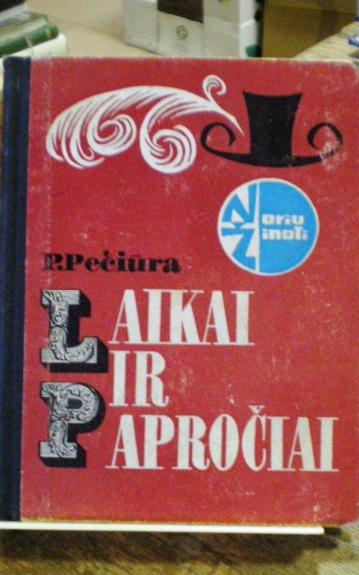 Noriu
Žinoti
P.Pečiūra
LAIKAI
IR
PAPROČIAI